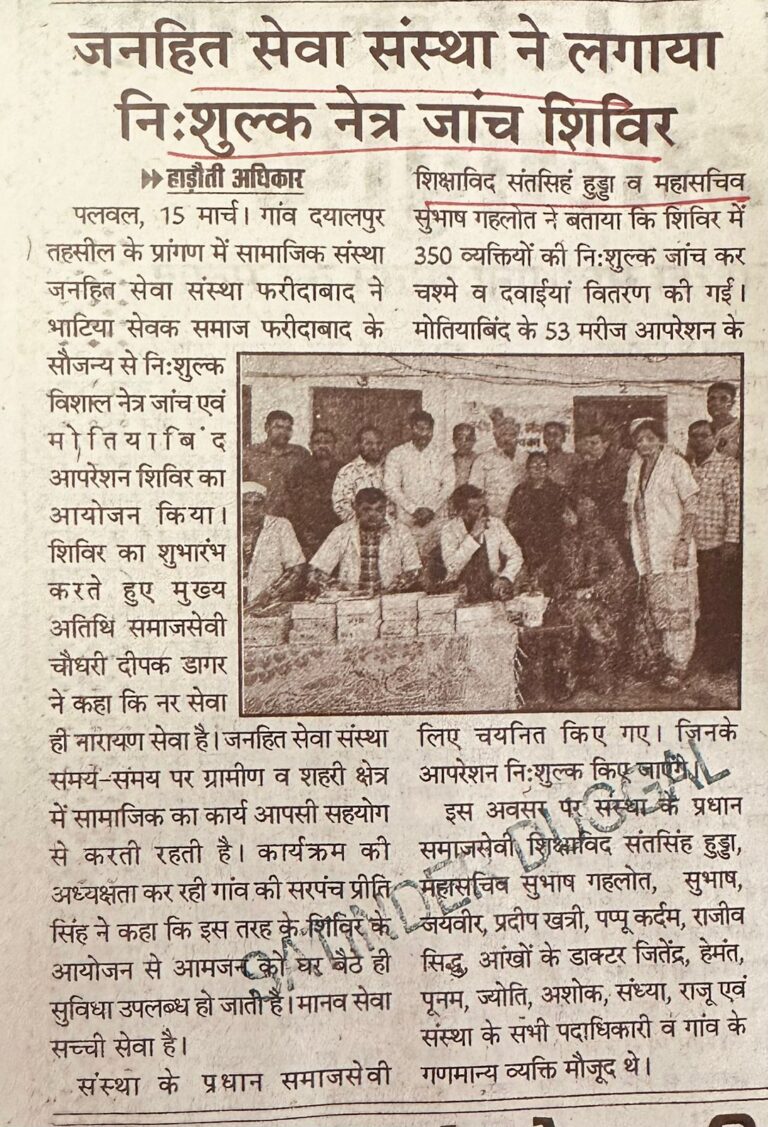 जनहित सेवा संस्था ने लगाया
नि:शुल्क नेत्र जांच शिविर
हाड़ौती अधिकार
पलवल, 15 मार्च। गांव दयालपुर
तहसील के प्रांगण में सामाजिक संस्था
जनहित सेवा संस्था फरीदाबाद ने
भाटिया सेवक समाज फरीदाबाद के
सौजन्य से नि:शुल्क
विशाल नेत्र जांच एवं
मोतियाबिंद
आपरेशन शिविर का
आयोजन किया।
शिविर का शुभारंभ
करते हुए मुख्य
अतिथि समाजसेवी
चौधरी दीपक डागर
ने कहा कि नर सेवा
ही नारायण सेवा है। जनहित सेवा संस्था
समय-समय पर ग्रामीण व शहरी क्षेत्र
में सामाजिक का कार्य आपसी सहयोग
से करती रहती है। कार्यक्रम की
अध्यक्षता कर रही गांव की सरपंच प्रीति
सिंह ने कहा कि इस तरह के शिविर के
आयोजन से आमजन को घर बैठे ही
सुविधा उपलब्ध हो जाती है। मानव सेवा
सच्ची सेवा है।
संस्था के प्रधान समाजसेवी
शिक्षाविद संतसिहं हुड्डा व महासचिव
सुभाष गहलोत ने बताया कि शिविर में
350 व्यक्तियों की नि:शुल्क जांच कर
चश्मे व दवाईयां वितरण की गई।
मोतियाबिंद के 53 मरीज आपरेशन के
2
लिए चयनित किए गए। जिनके
आपरेशन नि:शुल्क किए जाएंगे।
इस अवसर पर संस्था के प्रधान
समाजसेवी शिक्षाविद संतसिंह हुड्डा,
महासचिव सुभाष गहलोत, सुभाष,
जयवीर, प्रदीप खत्री, पप्पू कर्दम, राजीव
सिद्धु, आंखों के डाक्टर जितेंद्र, हेमंत,
पूनम, ज्योति, अशोक, संध्या, राजू एवं
संस्था के सभी पदाधिकारी व गांव के
गणमान्य व्यक्ति मौजूद थे।
DUGGAL